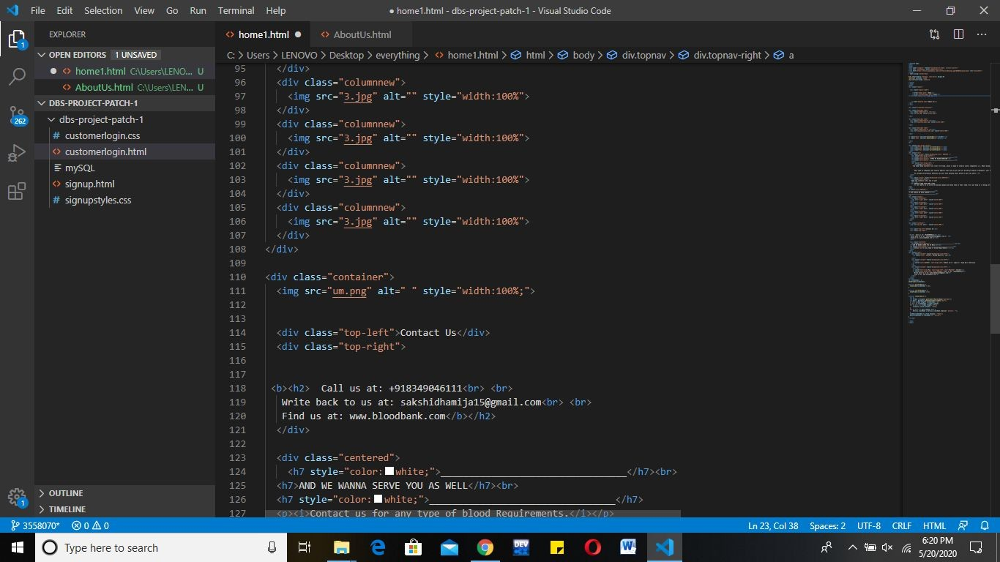 File Edit Selection View Go Run Terminal Help
● home1.html - dbs-project-patch-1 - Visual Studio Code
EXPLORER
OPEN EDITORS 1 UNSAVED
home1.html C:\Users\LENO... U
AboutUs.html C:\Users\LEN... U
DBS-PROJECT-PATCH-1
dbs-project-patch-1
# customerlogin.css
<> customerlogin.html
mySQL
<> signup.html
# signupstyles.css
OUTLINE
TIMELINE
1
262
1
<> home1.html ●
<> AboutUs.html
C: > Users > LENOVO > Desktop > everything > <> home1.html > html > body > div.topnav > div.topnav-right > a
95 </div>
96 <div class="columnnew">
97 <img src="3.jpg" alt="" style="width:100%">
98 </div>
99 <div class="columnnew">
100 <img src="3.jpg" alt="" style="width:100%">
101 </div>
102 <div class="columnnew">
103 <img src="3.jpg" alt="" style="width:100%">
104 </div>
105 <div class="columnnew">
106 <img src="3.jpg" alt="" style="width:100%">
107 </div>
108 </div>
109
110 <div class="container">
111 <img src="um.png" alt=" " style="width:100%;">
112
113
114 <div class="top-left">Contact Us</div>
115 <div class="top-right">
116
117
118 <b><h2> Call us at: +918349046111<br> <br>
119 Write back to us at: sakshidhamija15@gmail.com<br> <br>
120 Find us at: www.bloodbank.com</b></h2>
121 </div>
122
123 <div class="centered">
124 <h7 style="color:white;">_________________________________</h7><br>
125 <h7>AND WE WANNA SERVE YOU AS WELL</h7><br>
126 <h7 style="color:white;">_________________________________</h7>
127 <p><i>Contact us for any type of blood Requirements.</i></p>
3558070* 0 0
Ln 23, Col 38 Spaces: 2 UTF-8 CRLF HTML
Type here to search
DEV
W
6:20 PM
5/20/2020